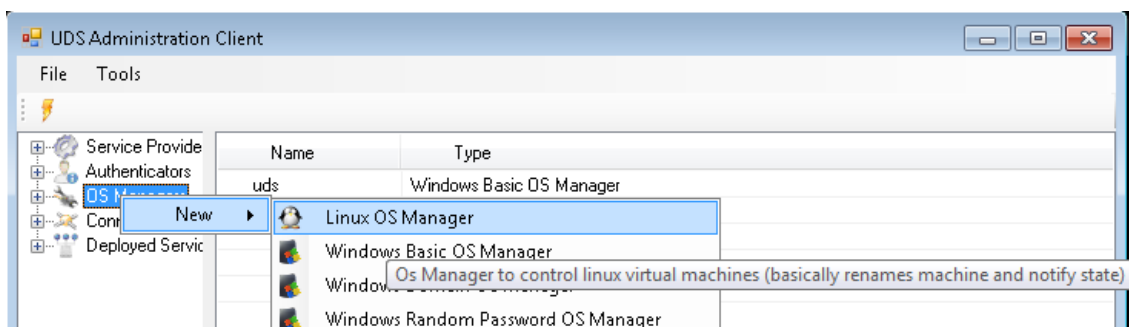 UDS Administration Client
File Tools
Service Provide
Authenticators
OS Manager
New
Deployed Servic
Name Type
uds Windows Basic OS Manager
Linux OS Manager
Windows Basic OS Manager
Os Manager to control linux virtual machines (basically renames machine and notify state)
Windows Random Password OS Manager